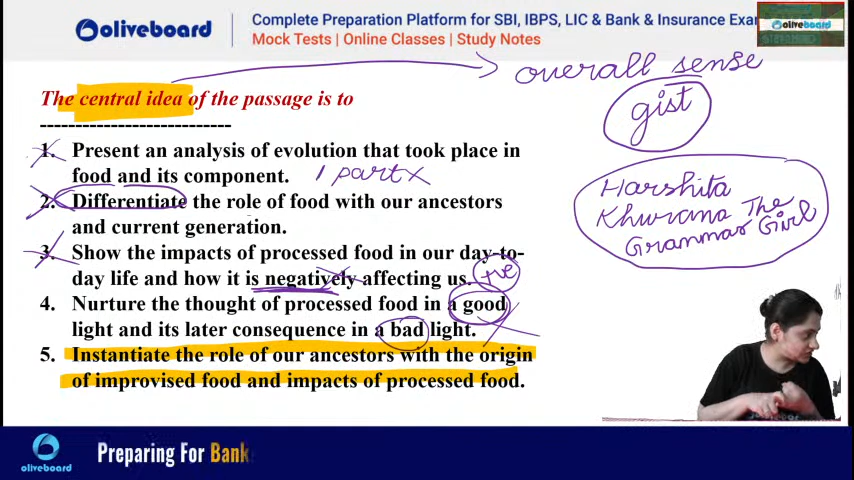 oliveboard
Complete Preparation Platform for SBI, IBPS, LIC & Bank & Insurance Exa
Mock Tests | Online Classes | Study Notes
overall sense
gist
The central idea of the passage is to
---------------------------
1. Present an analysis of evolution that took place in
food and its component.
1 part x
2. Differentiate the role of food with our ancestors
and current generation.
3. Show the impacts of processed food in our day-to-
day life and how it is negatively affecting us.
+ve
4. Nurture the thought of processed food in a good
light and its later consequence in a bad light.
5. Instantiate the role of our ancestors with the origin
of improvised food and impacts of processed food.
Harshita
Khurana The
Grammar Girl
oliveboard
Preparing For Bank